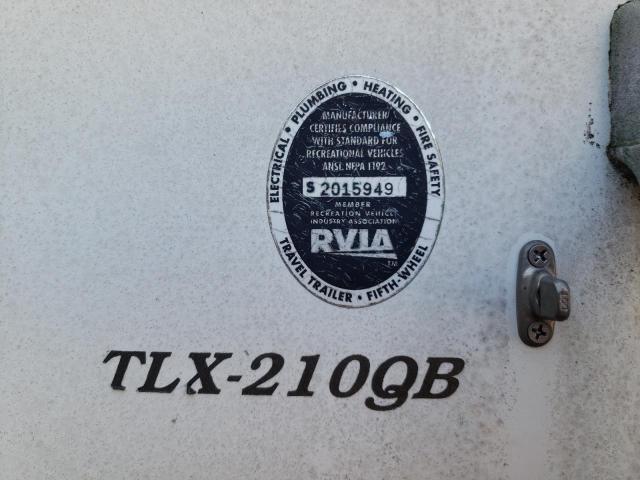 ELECTRICAL • PLUMBING • HEATING • FIRE SAFETY
MANUFACTURER
CERTIFIES COMPLIANCE
WITH STANDARD FOR
RECREATIONAL VEHICLES
ANSI, NFPA 1192
S 2015949
MEMBER
RECREATION VEHICLE
INDUSTRY ASSOCIATION
RVIA
TM
TRAVEL TRAILER • FIFTH-WHEEL
TLX-210QB